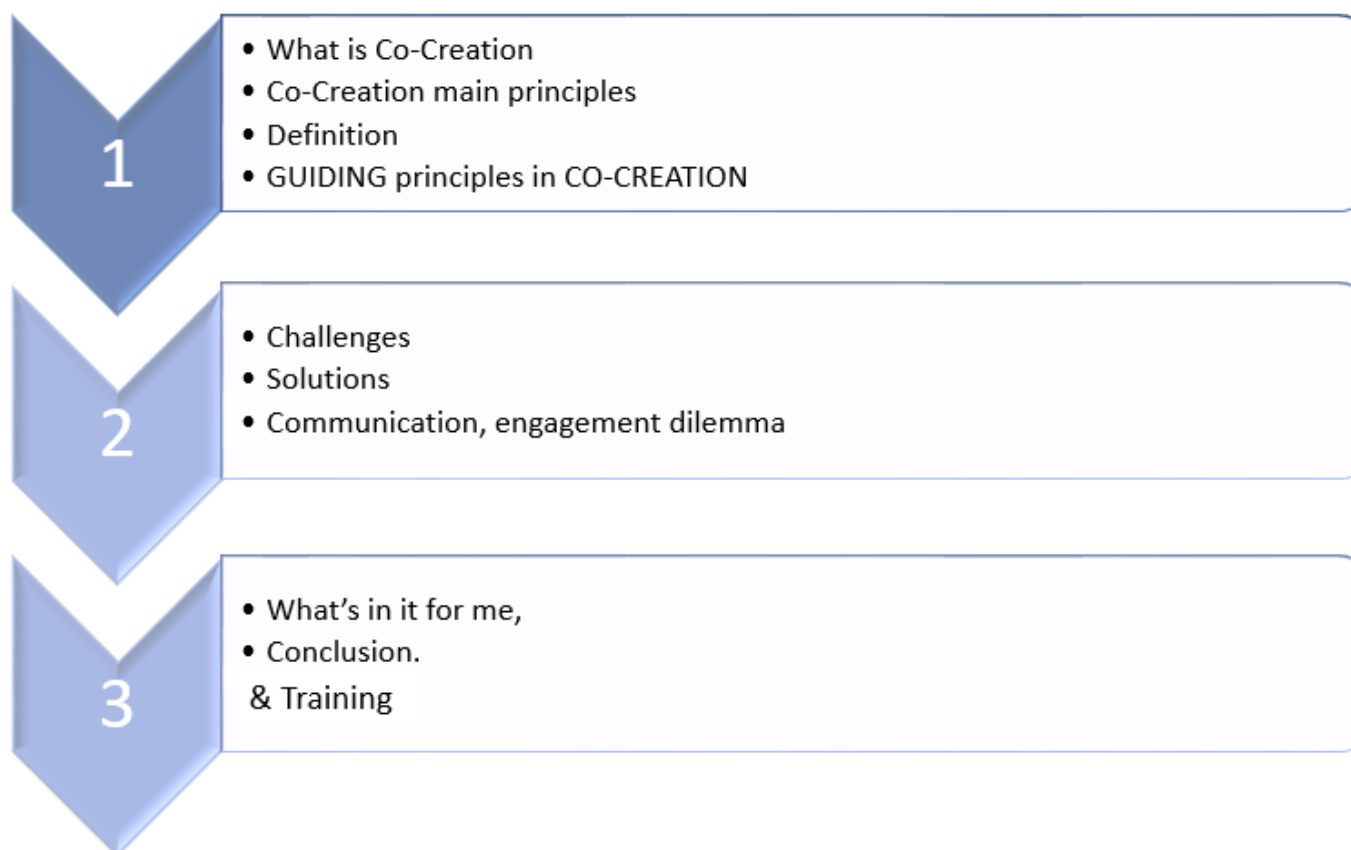 1
• What is Co-Creation
• Co-Creation main principles
• Definition
• GUIDING principles in CO-CREATION
2
• Challenges
• Solutions
• Communication, engagement dilemma
3
• What’s in it for me,
• Conclusion.
& Training